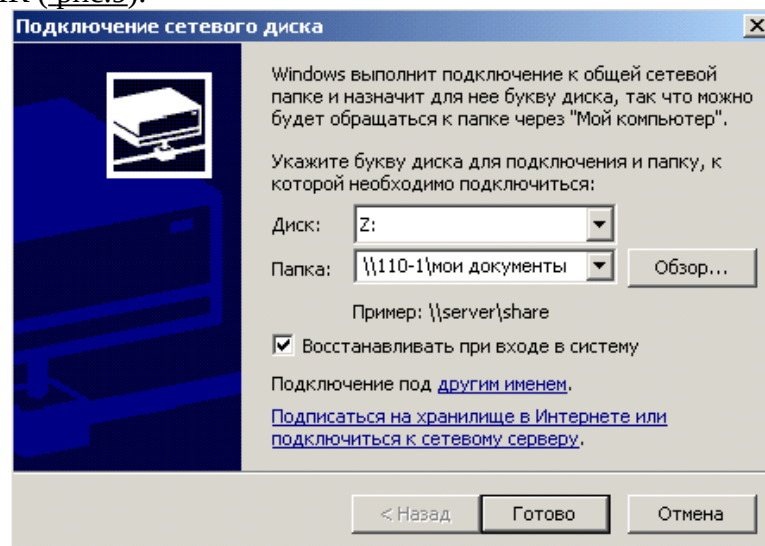 ( рис.3).
Подключение сетевого диска
Windows выполнит подключение к общей сетевой
папке и назначит для нее букву диска, так что можно
будет обращаться к папке через "Мой компьютер".
Укажите букву диска для подключения и папку, к
которой необходимо подключиться:
Диск: Z:
Папка: \\110-1\мои документы Обзор...
Пример: \\server\share
Восстанавливать при входе в систему
Подключение под другим именем.
Подписаться на хранилище в Интернете или
подключиться к сетевому серверу.
< Назад Готово Отмена